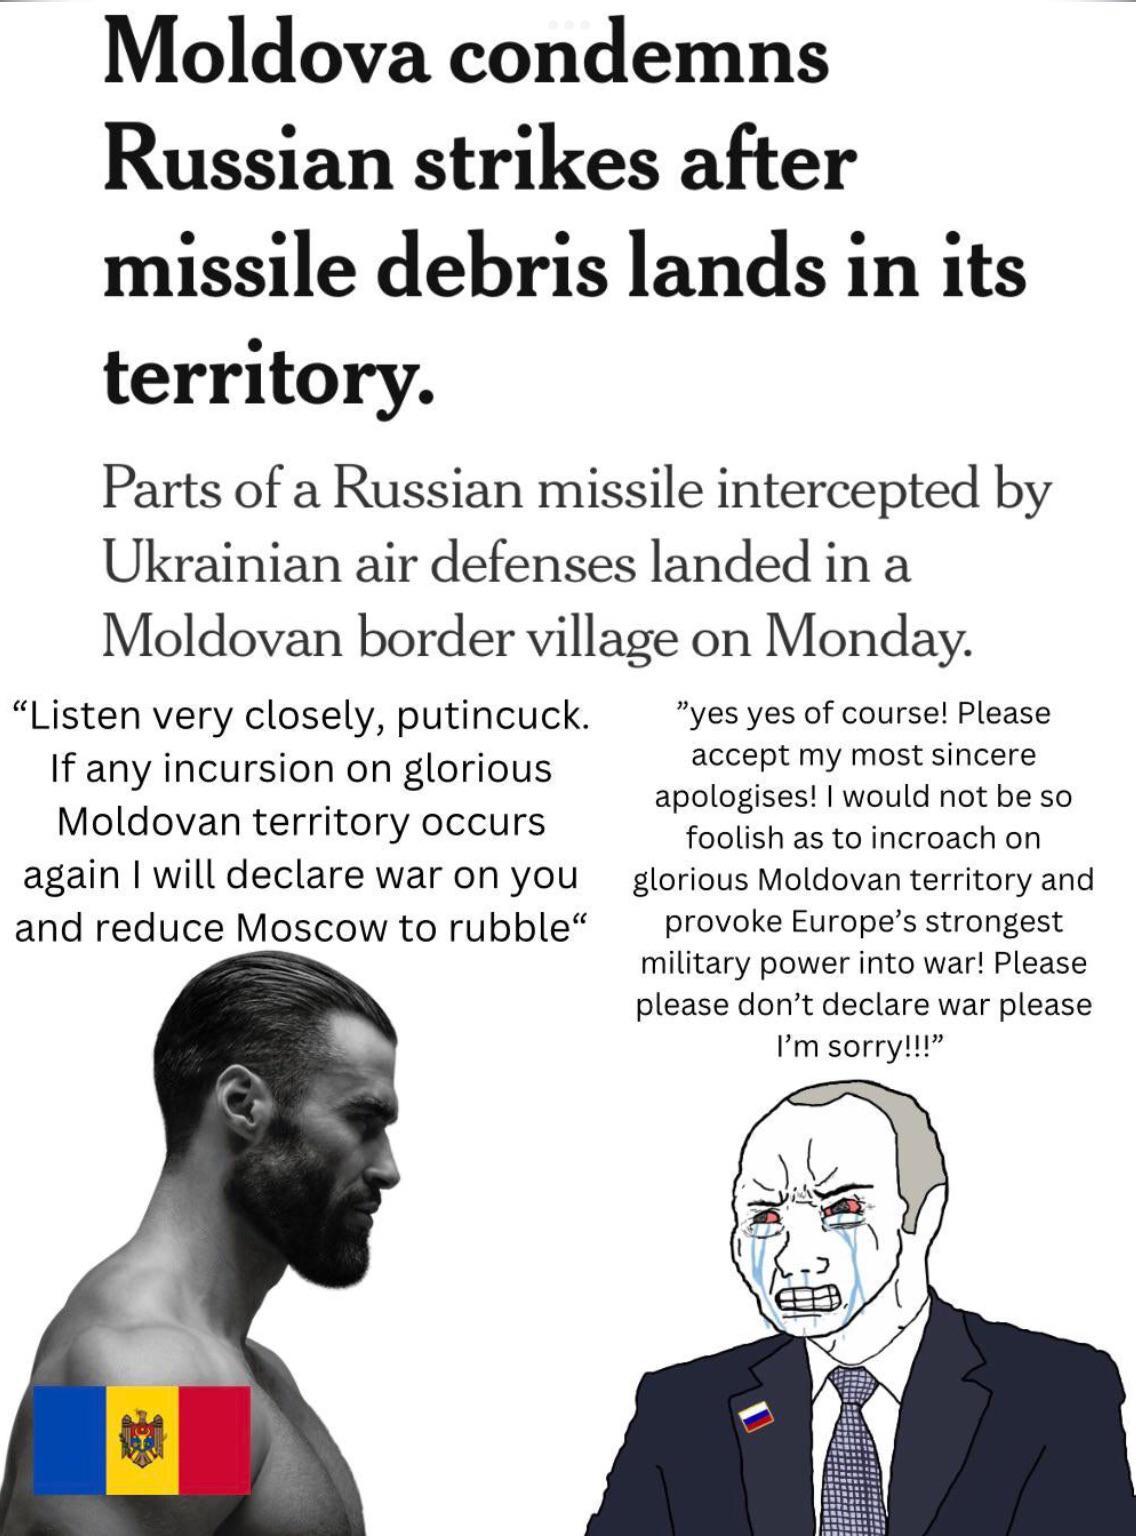 Moldova condemns
Russian strikes after
missile debris lands in its
territory.
Parts of a Russian missile intercepted by
Ukrainian air defenses landed in a
Moldovan border village on Monday.
“Listen very closely, putincuck.
If any incursion on glorious
Moldovan territory occurs
again I will declare war on you
and reduce Moscow to rubble“
”yes yes of course! Please
accept my most sincere
apologises! I would not be so
foolish as to incroach on
glorious Moldovan territory and
provoke Europe’s strongest
military power into war! Please
please don’t declare war please
I’m sorry!!!”